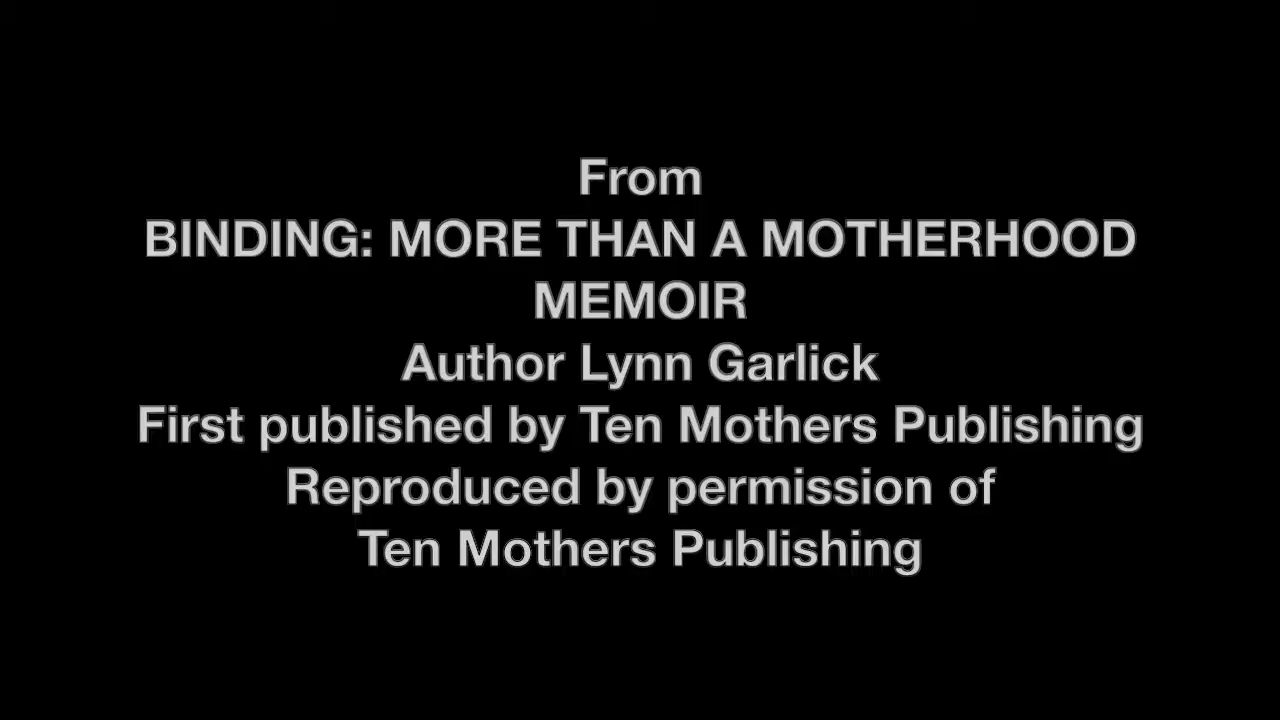 From
BINDING: MORE THAN A MOTHERHOOD
MEMOIR
Author Lynn Garlick
First published by Ten Mothers Publishing
Reproduced by permission of
Ten Mothers Publishing